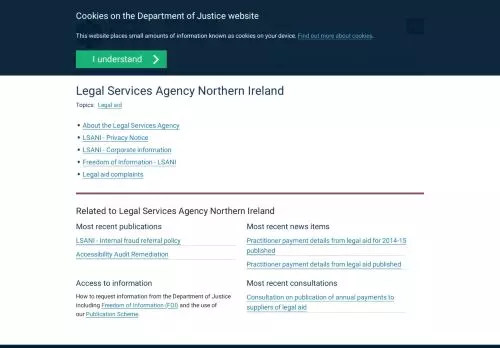 Cookies on the Department of Justice website
This website places small amounts of information known as cookies on your device. Find out more about cookies.
I understand
Legal Services Agency Northern Ireland
Topics: Legal aid
• About the Legal Services Agency
• LSANI - Privacy Notice
• LSANI - Corporate information
• Freedom of Information - LSANI
• Legal aid complaints
Related to Legal Services Agency Northern Ireland
Most recent publications
LSANI - Internal fraud referral policy
Accessibility Audit Remediation
Most recent news items
Practitioner payment details from legal aid for 2014-15
published
Practitioner payment details from legal aid published
Access to information
How to request information from the Department of Justice
including Freedom of Information (FOI) and the use of
our Publication Scheme.
Most recent consultations
Consultation on publication of annual payments to
suppliers of legal aid